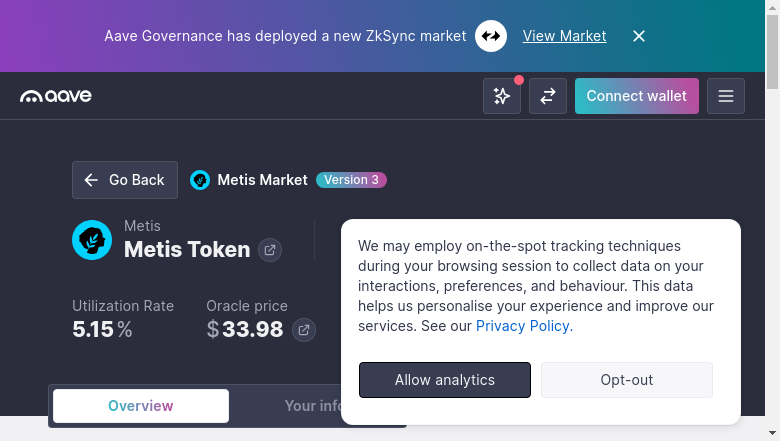 Aave Governance has deployed a new ZkSync market View Market
aave
Connect wallet
Go Back
Metis Market Version 3
Metis
Metis Token
Utilization Rate
5.15%
Oracle price
$33.98
We may employ on-the-spot tracking techniques
during your browsing session to collect data on your
interactions, preferences, and behaviour. This data
helps us personalise your experience and improve our
services. See our Privacy Policy.
Allow analytics
Opt-out
Overview
Your info